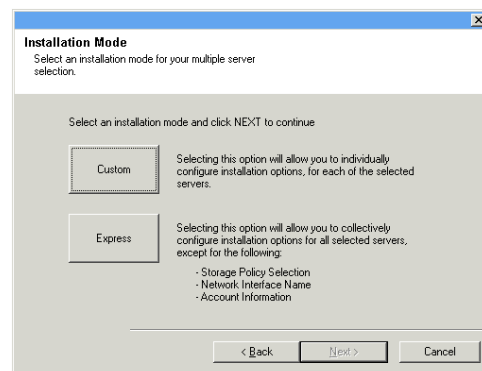 Installation Mode
Select an installation mode for your multiple server
selection.
Select an installation mode and click NEXT to continue
Custom
Selecting this option will allow you to individually
configure installation options, for each of the selected
servers.
Express
Selecting this option will allow you to collectively
configure installation options for all selected servers,
except for the following:
- Storage Policy Selection
- Network Interface Name
- Account Information
< Back
Next >
Cancel